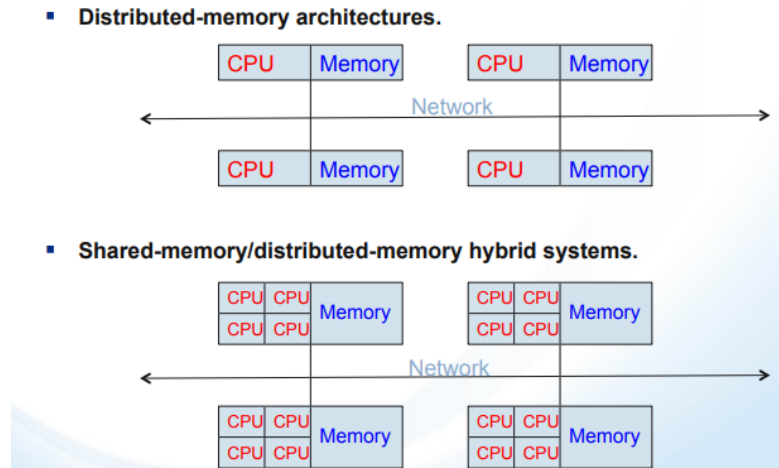 ▪ Distributed-memory architectures.
CPU Memory CPU Memory
Network
CPU Memory CPU Memory
▪ Shared-memory/distributed-memory hybrid systems.
CPU CPU Memory CPU CPU Memory
CPU CPU CPU CPU
Network
CPU CPU Memory CPU CPU Memory
CPU CPU CPU CPU